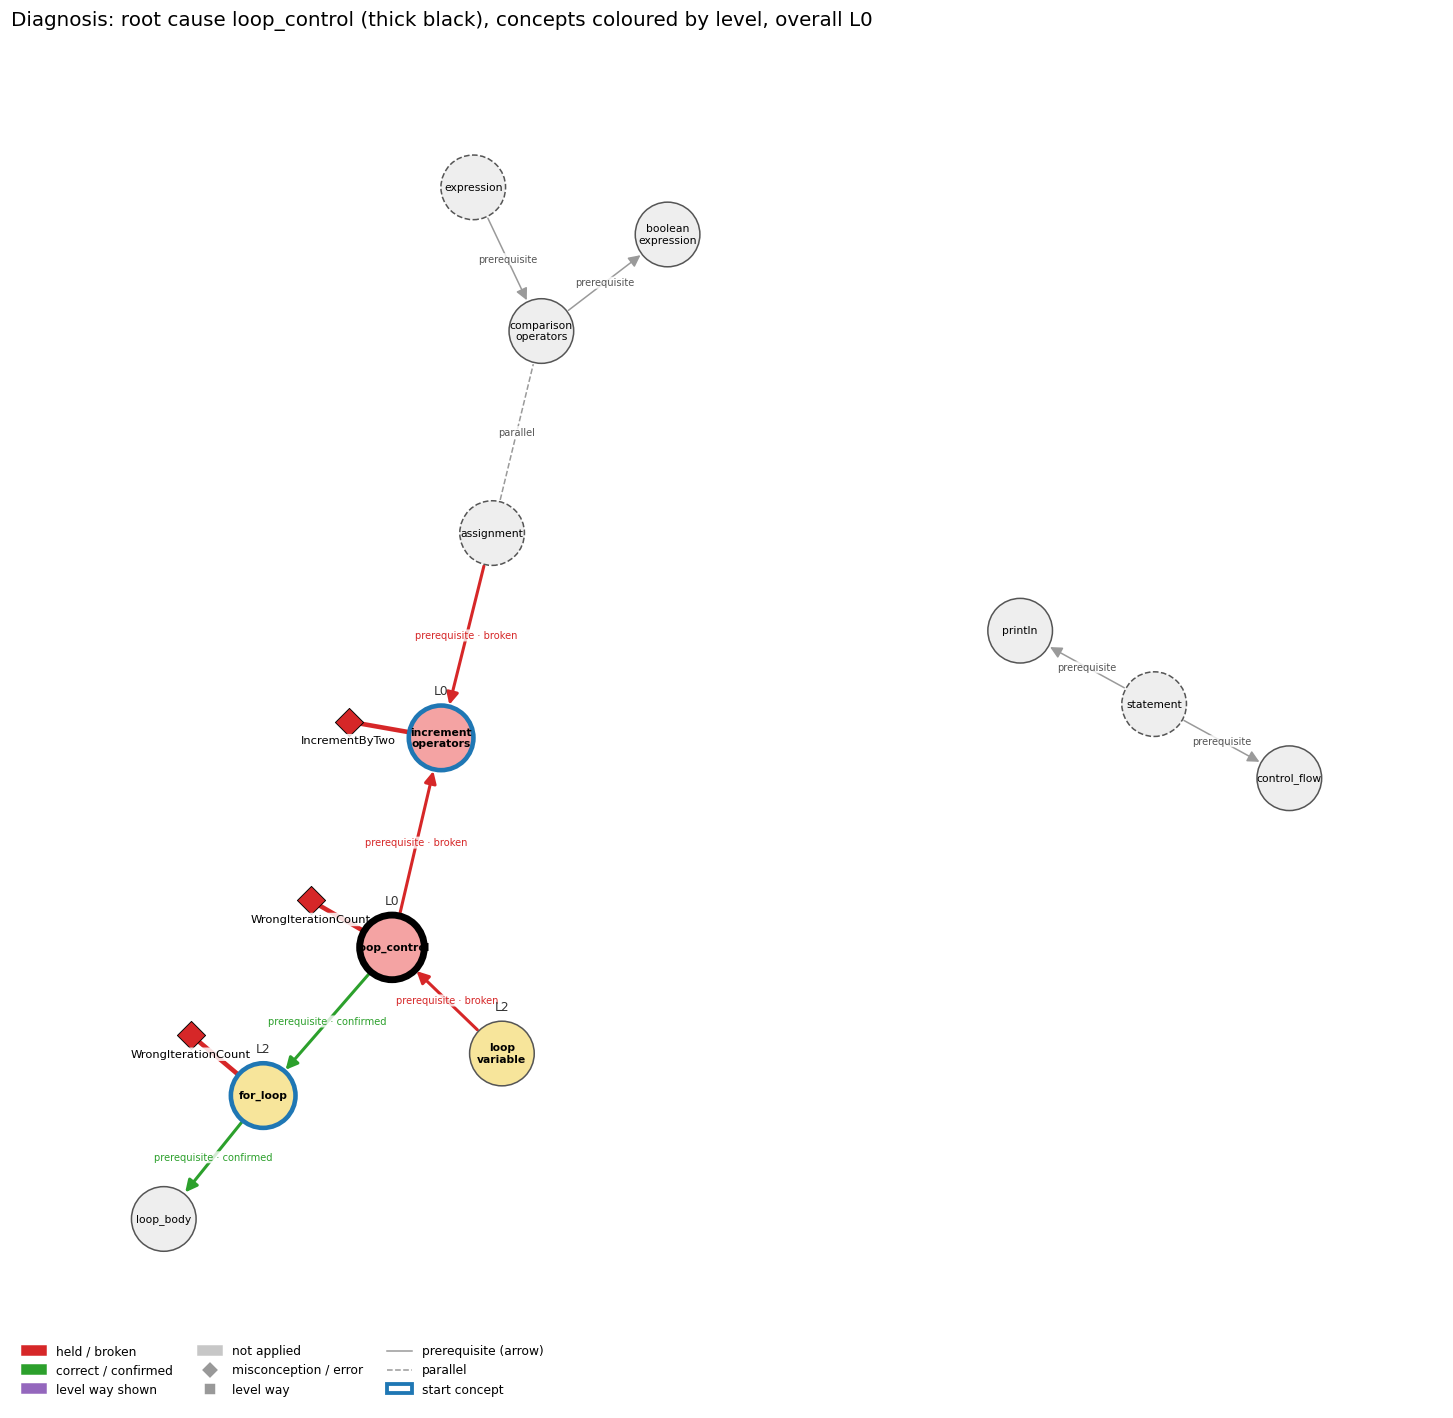 Diagnosis: root cause loop_control (thick black), concepts coloured by level, overall L0
expression
boolean
expression
prerequisite
prerequisite
comparison
operators
parallel
assignment
println
prerequisite · broken
prerequisite
L0
statement
IncrementByTwo
increment
operators
prerequisite
control_flow
prerequisite · broken
L0
WrongIterationCount
loop_control
prerequisite · broken
L2
prerequisite · confirmed
loop
variable
WrongIterationCount
L2
for_loop
prerequisite · confirmed
loop_body
held / broken
correct / confirmed
level way shown
not applied
misconception / error
level way
prerequisite (arrow)
parallel
start concept